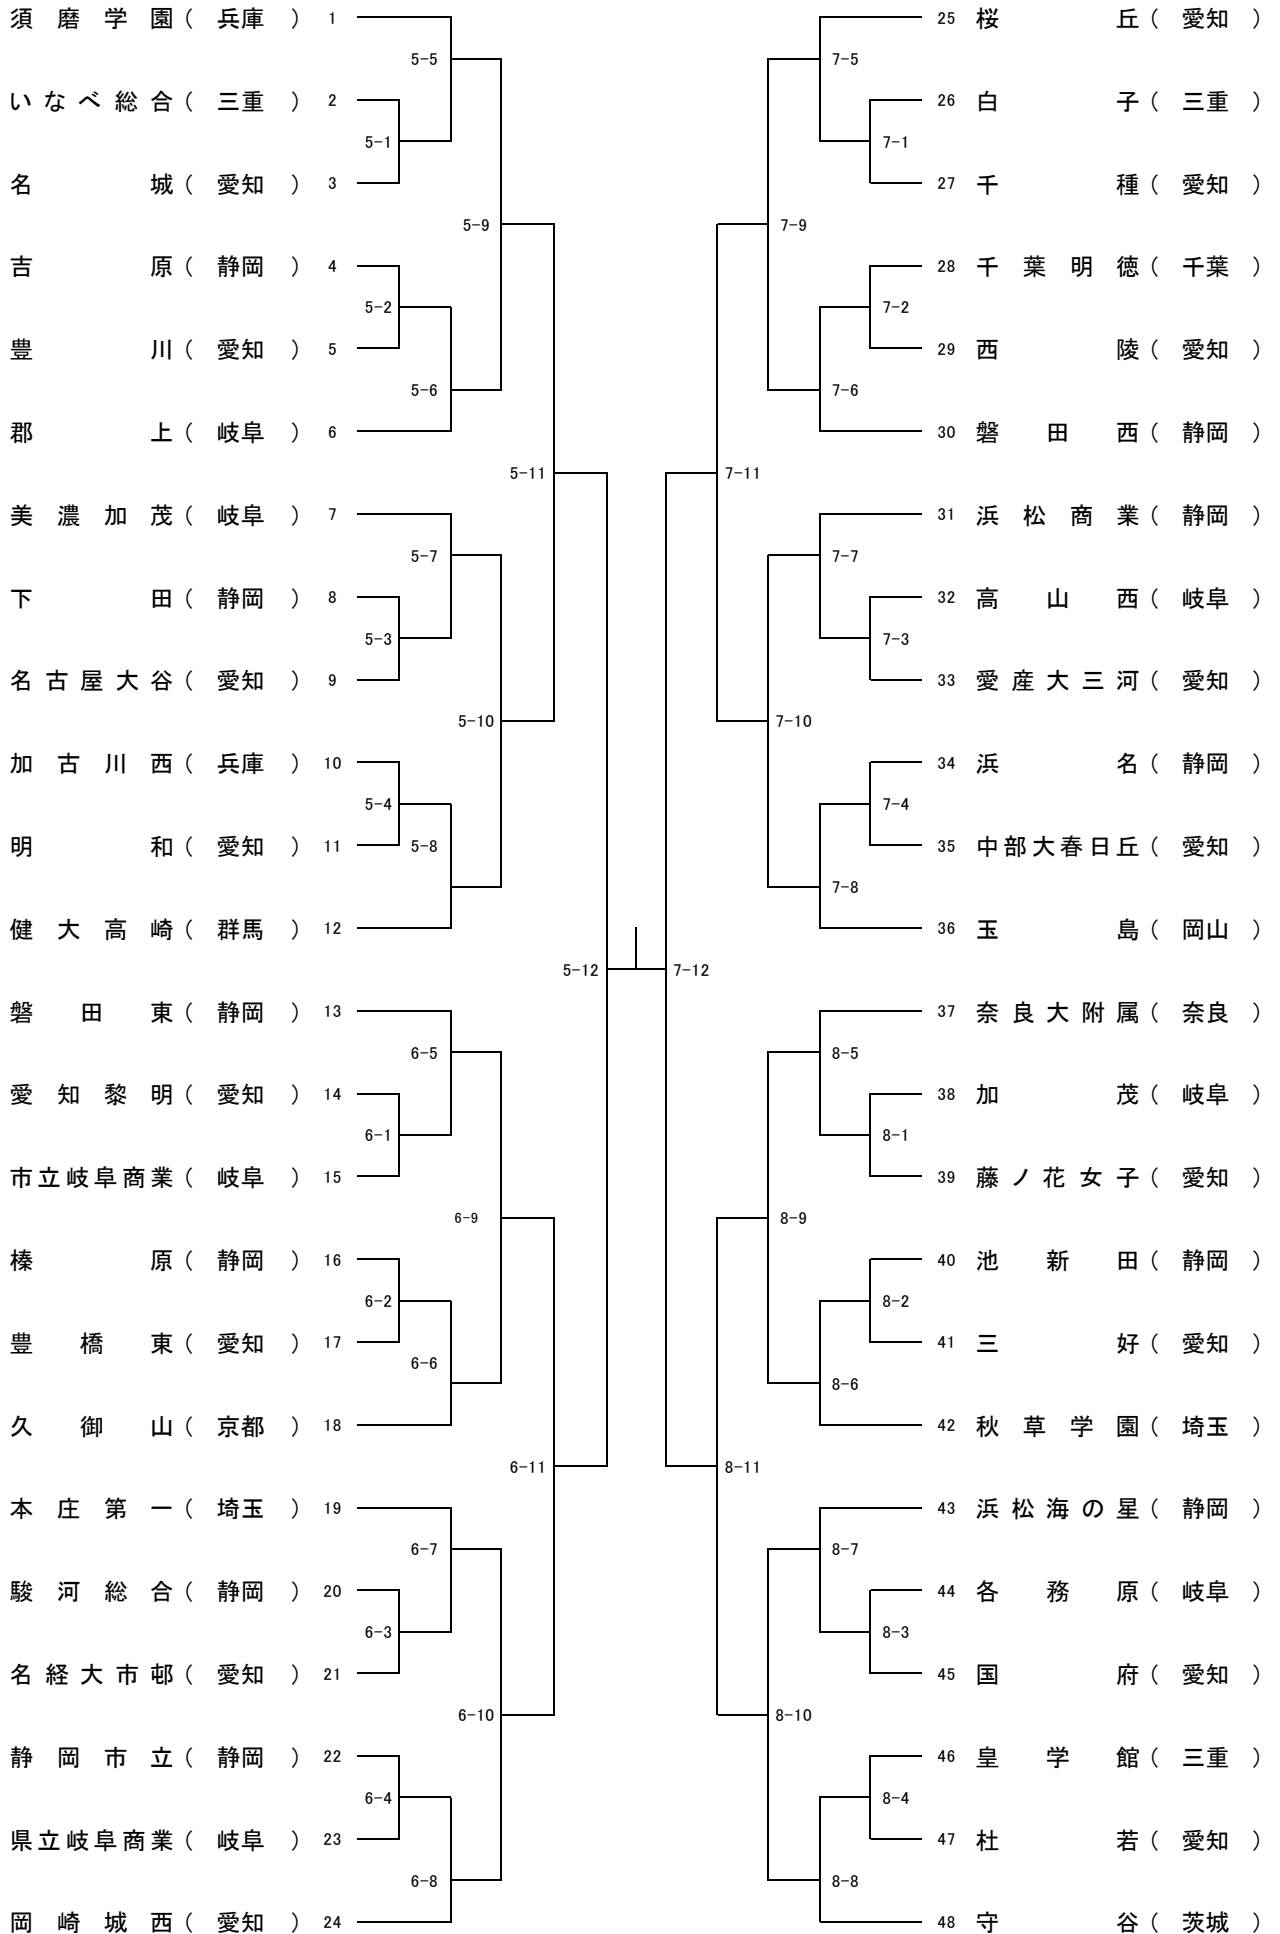 須磨学園（ 兵庫 ） 1
5-5
いなべ総合（ 三重 ） 2
5-1
名城（ 愛知 ） 3
5-9
吉原（ 静岡 ） 4
5-2
豊川（ 愛知 ） 5
5-6
郡上（ 岐阜 ） 6
5-11
美濃加茂（ 岐阜 ） 7
5-7
下田（ 静岡 ） 8
5-3
名古屋大谷（ 愛知 ） 9
5-10
加古川西（ 兵庫 ） 10
5-4
明和（ 愛知 ） 11
5-8
健大高崎（ 群馬 ） 12
5-12
磐田東（ 静岡 ） 13
6-5
愛知黎明（ 愛知 ） 14
6-1
市立岐阜商業（ 岐阜 ） 15
6-9
榛原（ 静岡 ） 16
6-2
豊橋東（ 愛知 ） 17
6-6
久御山（ 京都 ） 18
6-11
本庄第一（ 埼玉 ） 19
6-7
駿河総合（ 静岡 ） 20
6-3
名経大市邨（ 愛知 ） 21
6-10
静岡市立（ 静岡 ） 22
6-4
県立岐阜商業（ 岐阜 ） 23
6-8
岡崎城西（ 愛知 ） 24
25 桜丘（ 愛知 ）
7-5
26 白子（ 三重 ）
7-1
27 千種（ 愛知 ）
7-9
28 千葉明徳（ 千葉 ）
7-2
29 西陵（ 愛知 ）
7-6
30 磐田西（ 静岡 ）
7-11
31 浜松商業（ 静岡 ）
7-7
32 高山西（ 岐阜 ）
7-3
33 愛産大三河（ 愛知 ）
7-10
34 浜名（ 静岡 ）
7-4
35 中部大春日丘（ 愛知 ）
7-8
36 玉島（ 岡山 ）
7-12
37 奈良大附属（ 奈良 ）
8-5
38 加茂（ 岐阜 ）
8-1
39 藤ノ花女子（ 愛知 ）
8-9
40 池新田（ 静岡 ）
8-2
41 三好（ 愛知 ）
8-6
42 秋草学園（ 埼玉 ）
8-11
43 浜松海の星（ 静岡 ）
8-7
44 各務原（ 岐阜 ）
8-3
45 国府（ 愛知 ）
8-10
46 皇学館（ 三重 ）
8-4
47 杜若（ 愛知 ）
8-8
48 守谷（ 茨城 ）